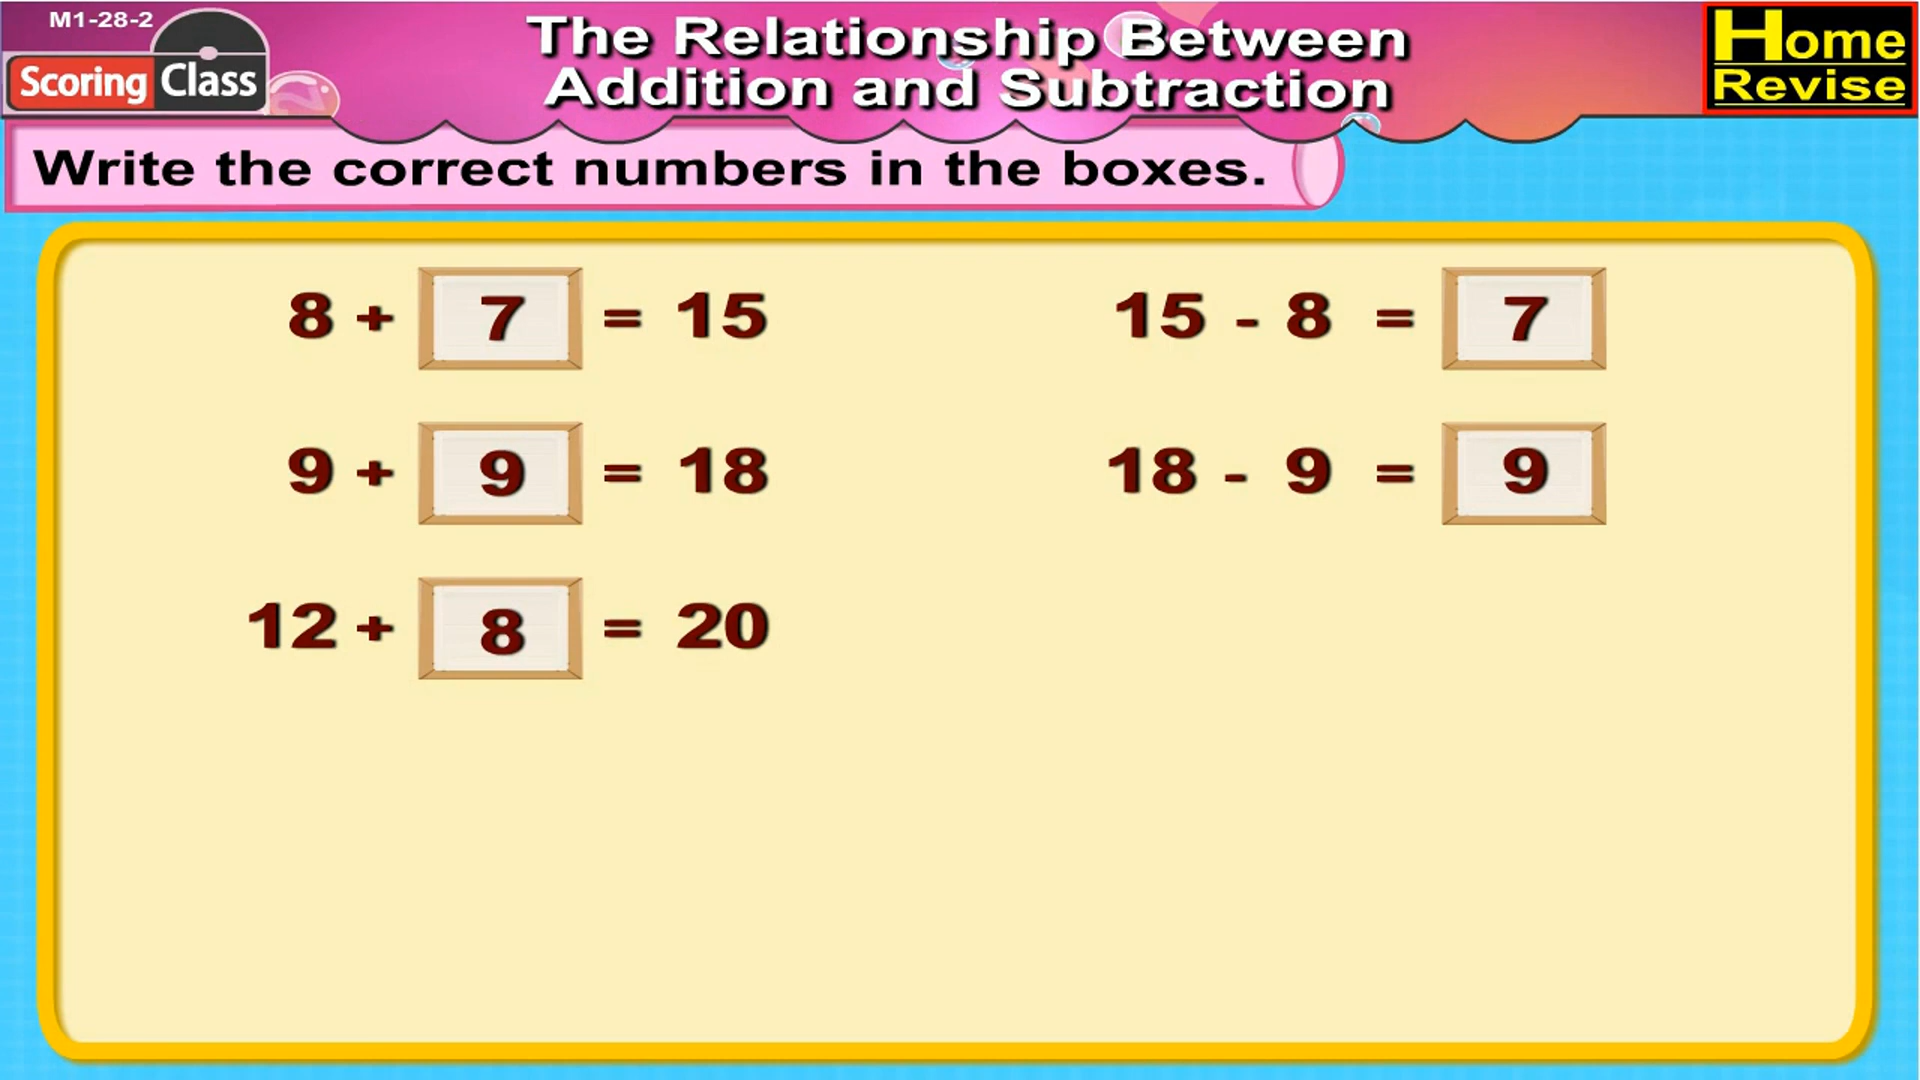 M1-28-2
Scoring Class
The Relationship Between
Addition and Subtraction
Home
Revise
Write the correct numbers in the boxes.
8 + 7 = 15
15 - 8 = 7
9 + 9 = 18
18 - 9 = 9
12 + 8 = 20